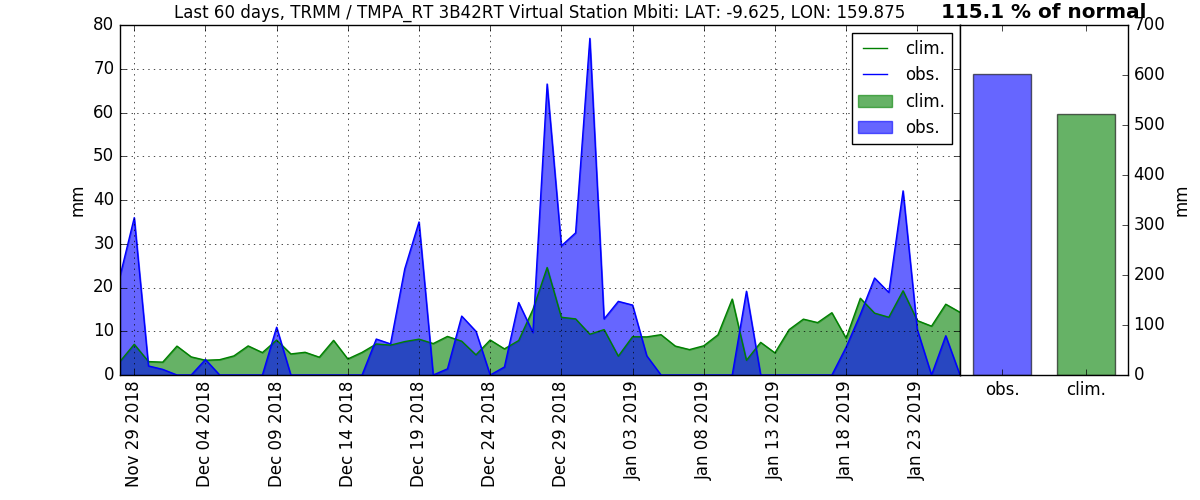 Last 60 days, TRMM / TMPA_RT 3B42RT Virtual Station Mbiti: LAT: -9.625, LON: 159.875
115.1 % of normal
80
70
60
50
40
30
20
10
0
mm
clim.
obs.
clim.
obs.
700
600
500
400
300
200
100
0
mm
obs.
clim.
Nov 29 2018
Dec 04 2018
Dec 09 2018
Dec 14 2018
Dec 19 2018
Dec 24 2018
Dec 29 2018
Jan 03 2019
Jan 08 2019
Jan 13 2019
Jan 18 2019
Jan 23 2019